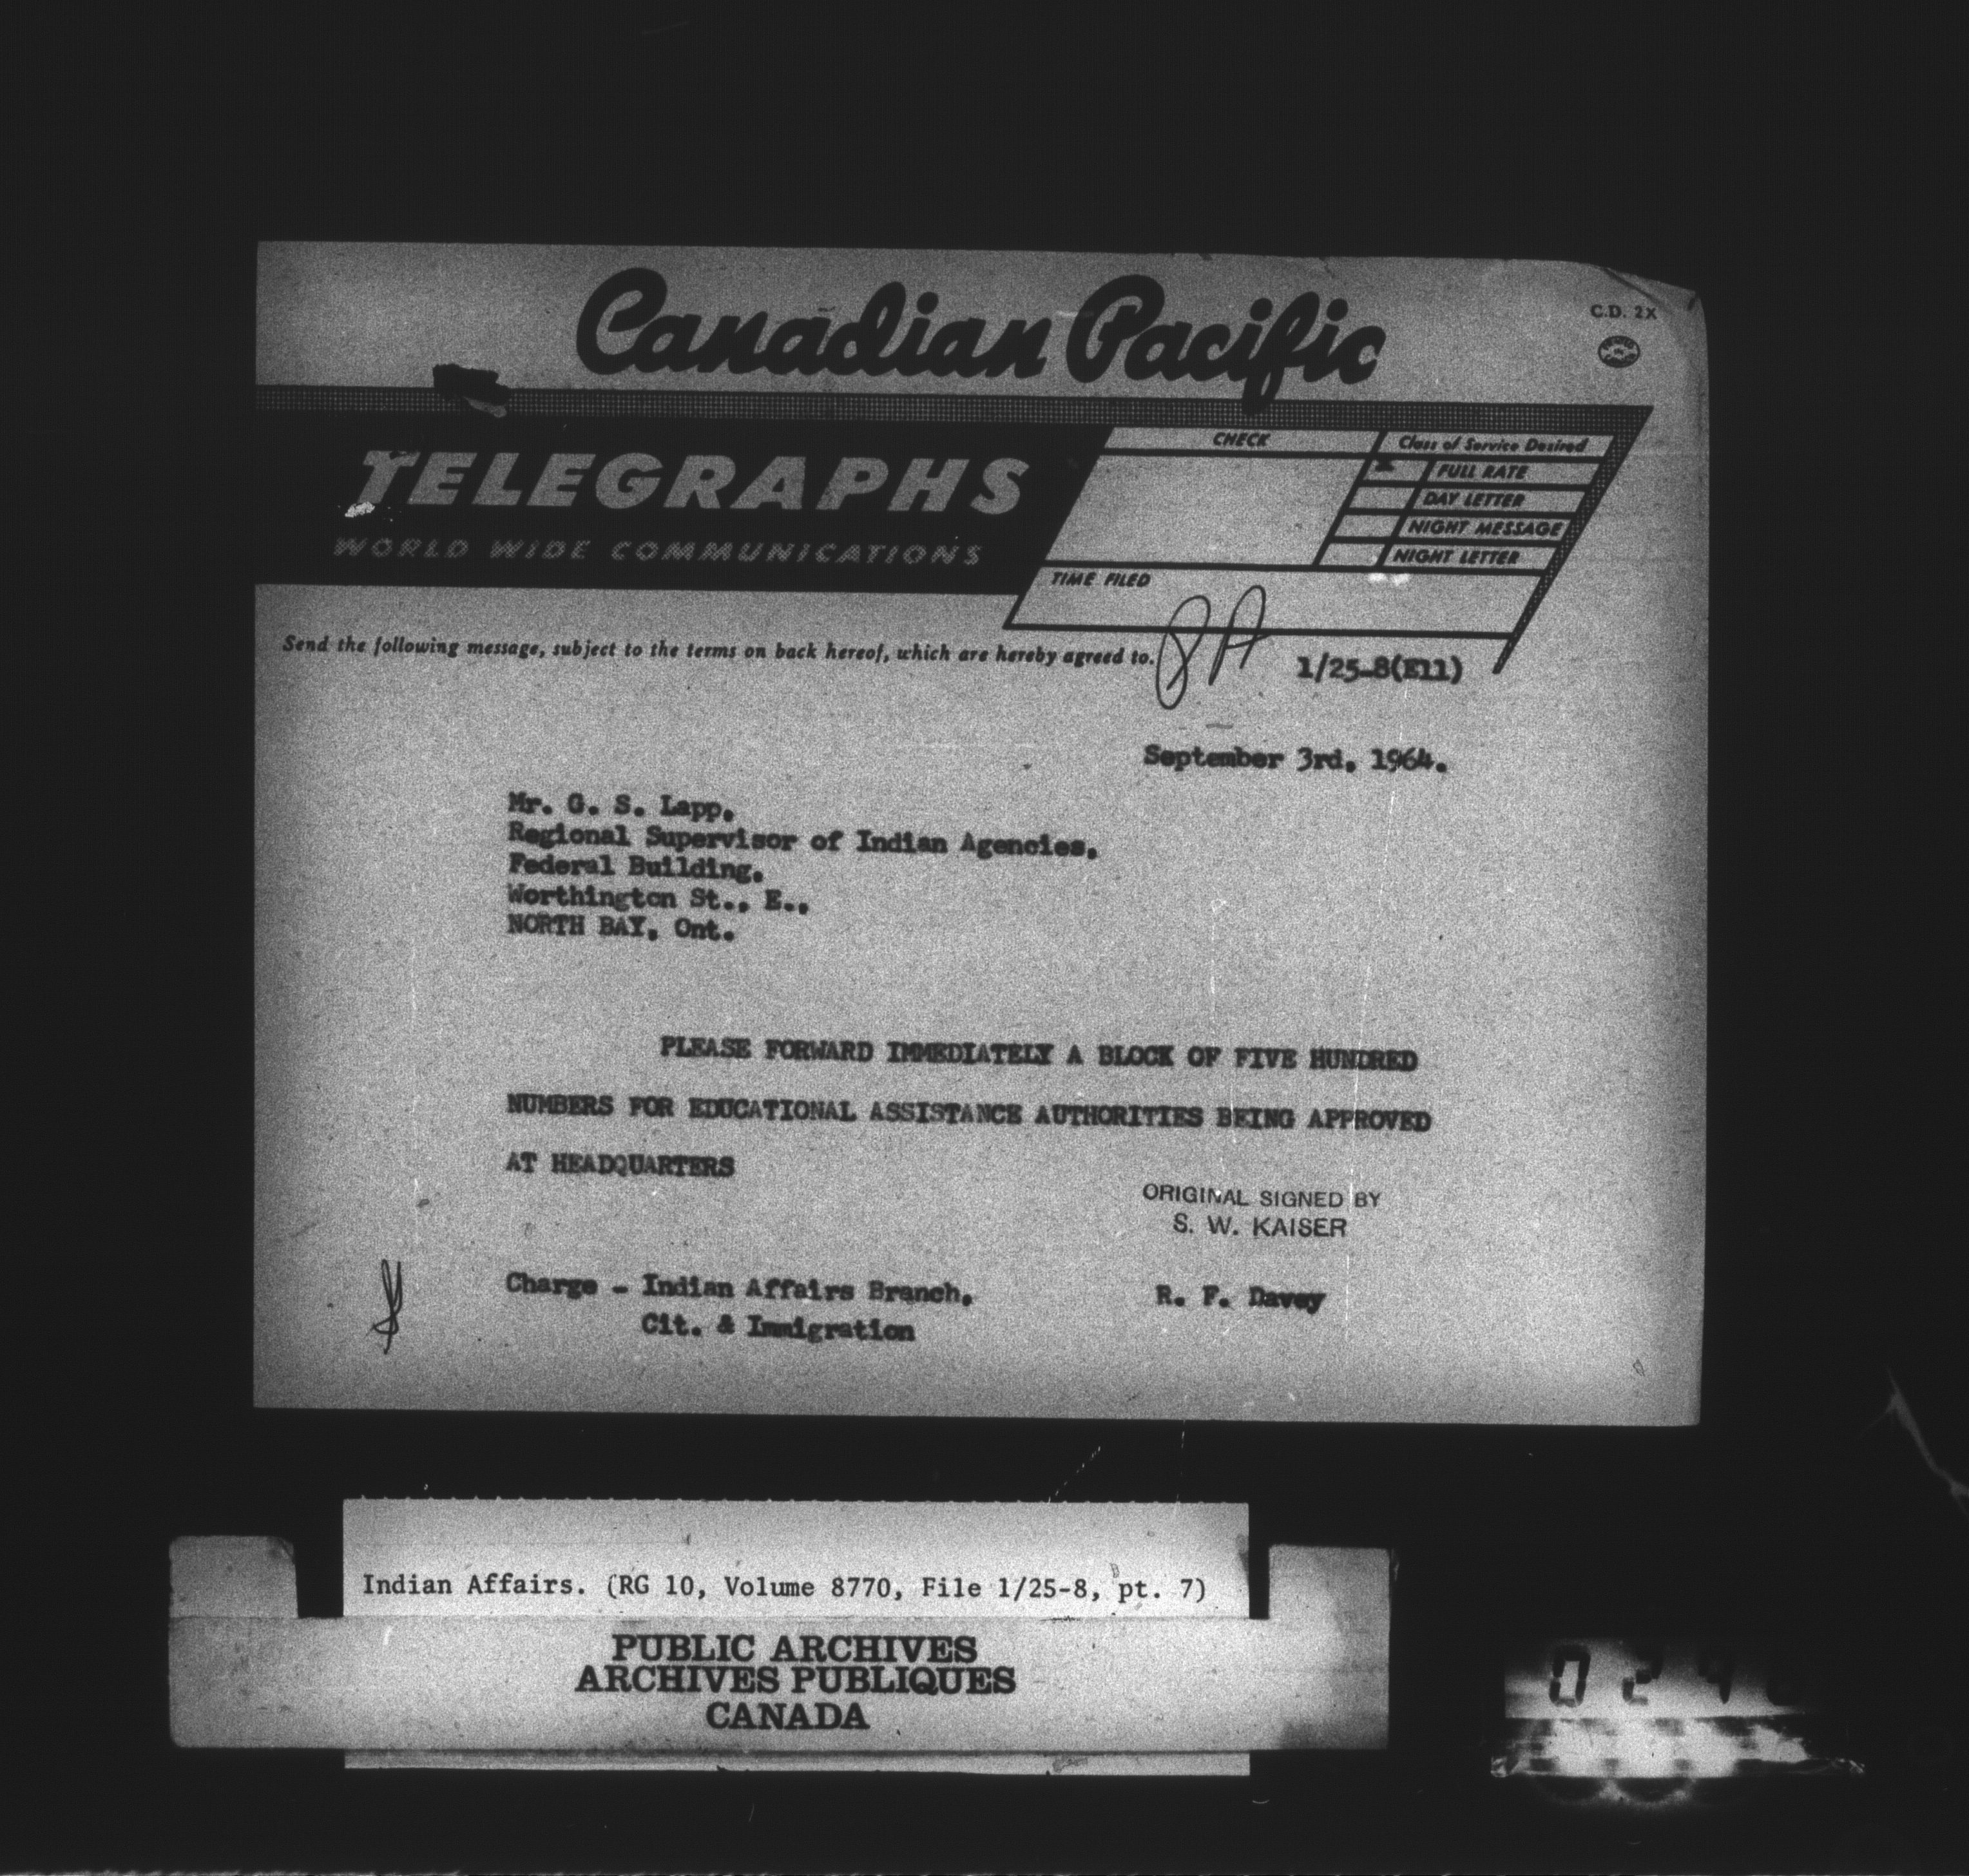 Canadian Pacific
C.D. 2X
TELEGRAPHS
WORLD WIDE COMMUNICATIONS
CHECK
Class of Service Desired
FULL RATE
DAY LETTER
NIGHT MESSAGE
NIGHT LETTER
TIME FILED
Send the following message, subject to the terms on back hereof, which are hereby agreed to.
PA
1/25-8(E11)
September 3rd, 1964.
Mr. G. S. Lapp,
Regional Supervisor of Indian Agencies,
Federal Building,
Worthington St., E.,
NORTH BAY, Ont.
PLEASE FORWARD IMMEDIATELY A BLOCK OF FIVE HUNDRED
NUMBERS FOR EDUCATIONAL ASSISTANCE AUTHORITIES BEING APPROVED
AT HEADQUARTERS
ORIGINAL SIGNED BY
S. W. KAISER
Charge - Indian Affairs Branch,
Cit. & Immigration
R. F. Davey
Indian Affairs. (RG 10, Volume 8770, File 1/25-8, pt. 7)
PUBLIC ARCHIVES
ARCHIVES PUBLIQUES
CANADA